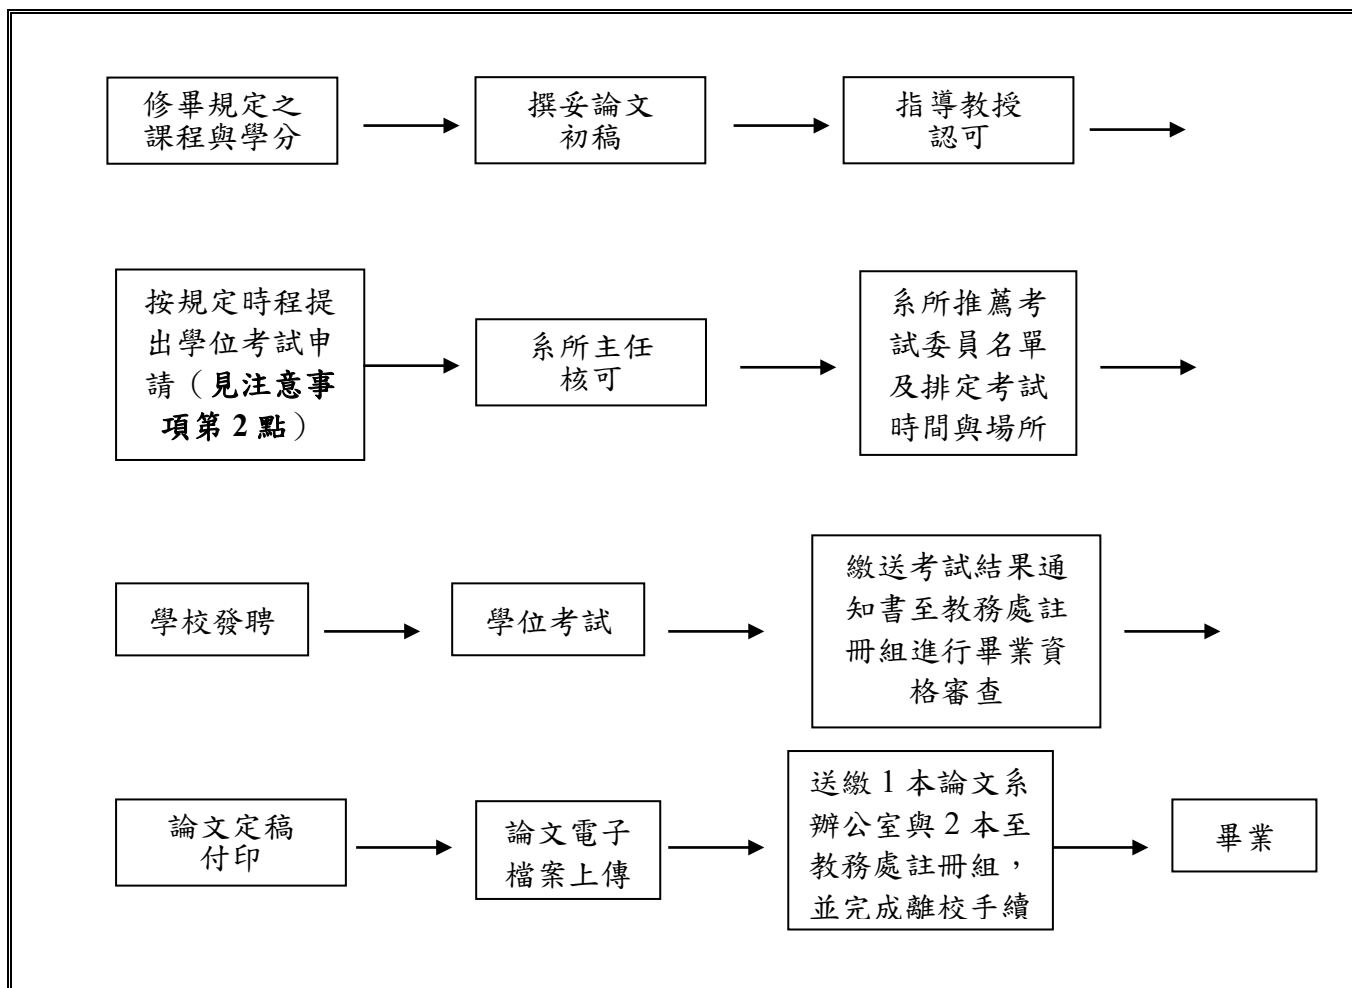 修畢規定之
課程與學分
撰妥論文
初稿
指導教授
認可
按規定時程提
出學位考試申
請（見注意事
項第 2 點）
系所主任
核可
系所推薦考
試委員名單
及排定考試
時間與場所
學校發聘
學位考試
繳送考試結果通
知書至教務處註
冊組進行畢業資
格審查
論文定稿
付印
論文電子
檔案上傳
送繳 1 本論文系
辦公室與 2 本至
教務處註冊組，
並完成離校手續
畢業